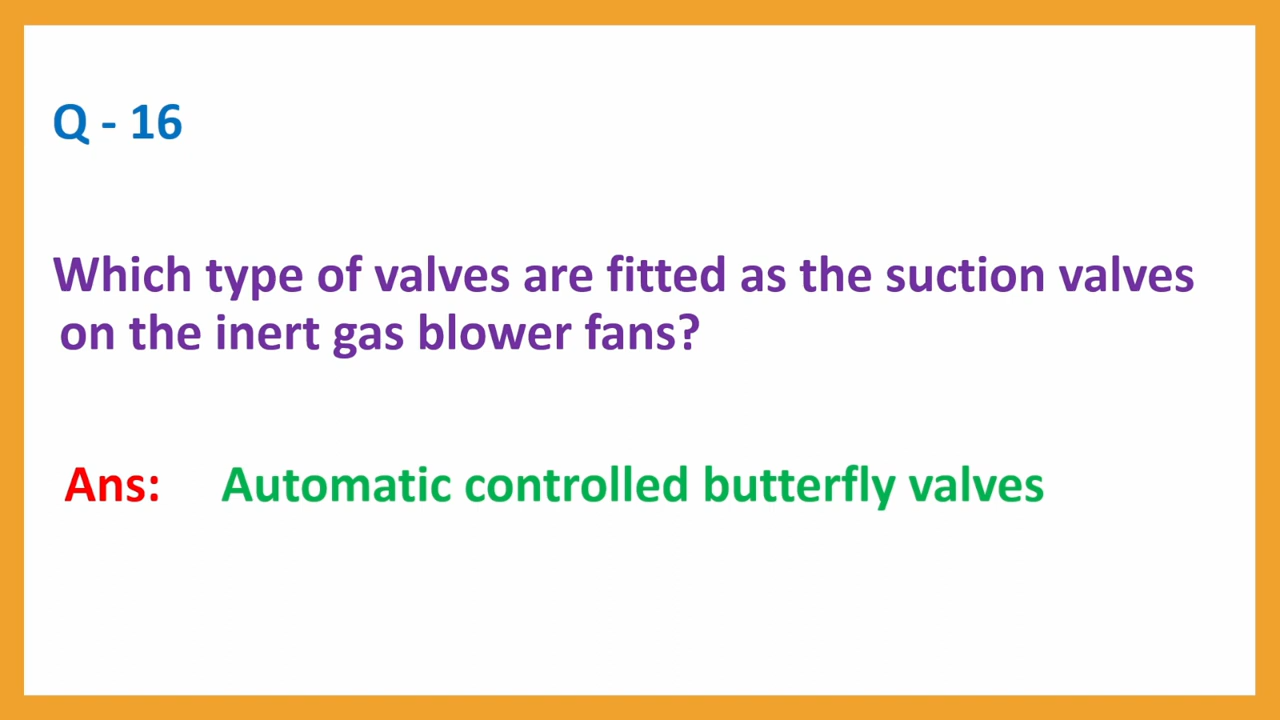 Q - 16
Which type of valves are fitted as the suction valves
on the inert gas blower fans?
Ans: Automatic controlled butterfly valves